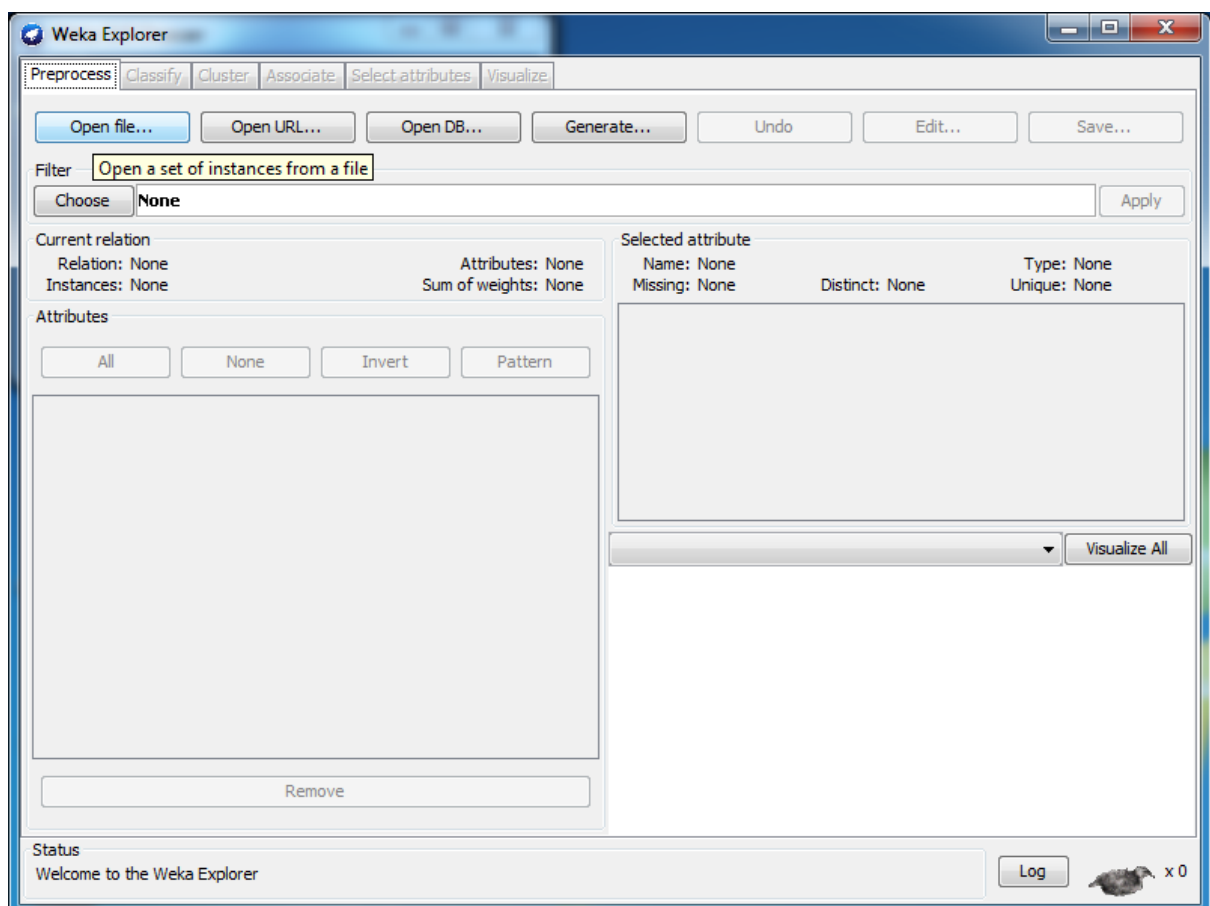 Weka Explorer
Preprocess Classify Cluster Associate Select attributes Visualize
Open file... Open URL... Open DB... Generate... Undo Edit... Save...
Open a set of instances from a file
Filter
Choose None Apply
Current relation
Relation: None Attributes: None
Instances: None Sum of weights: None
Selected attribute
Name: None Type: None
Missing: None Distinct: None Unique: None
Attributes
All None Invert Pattern
Visualize All
Remove
Status
Welcome to the Weka Explorer
Log x 0